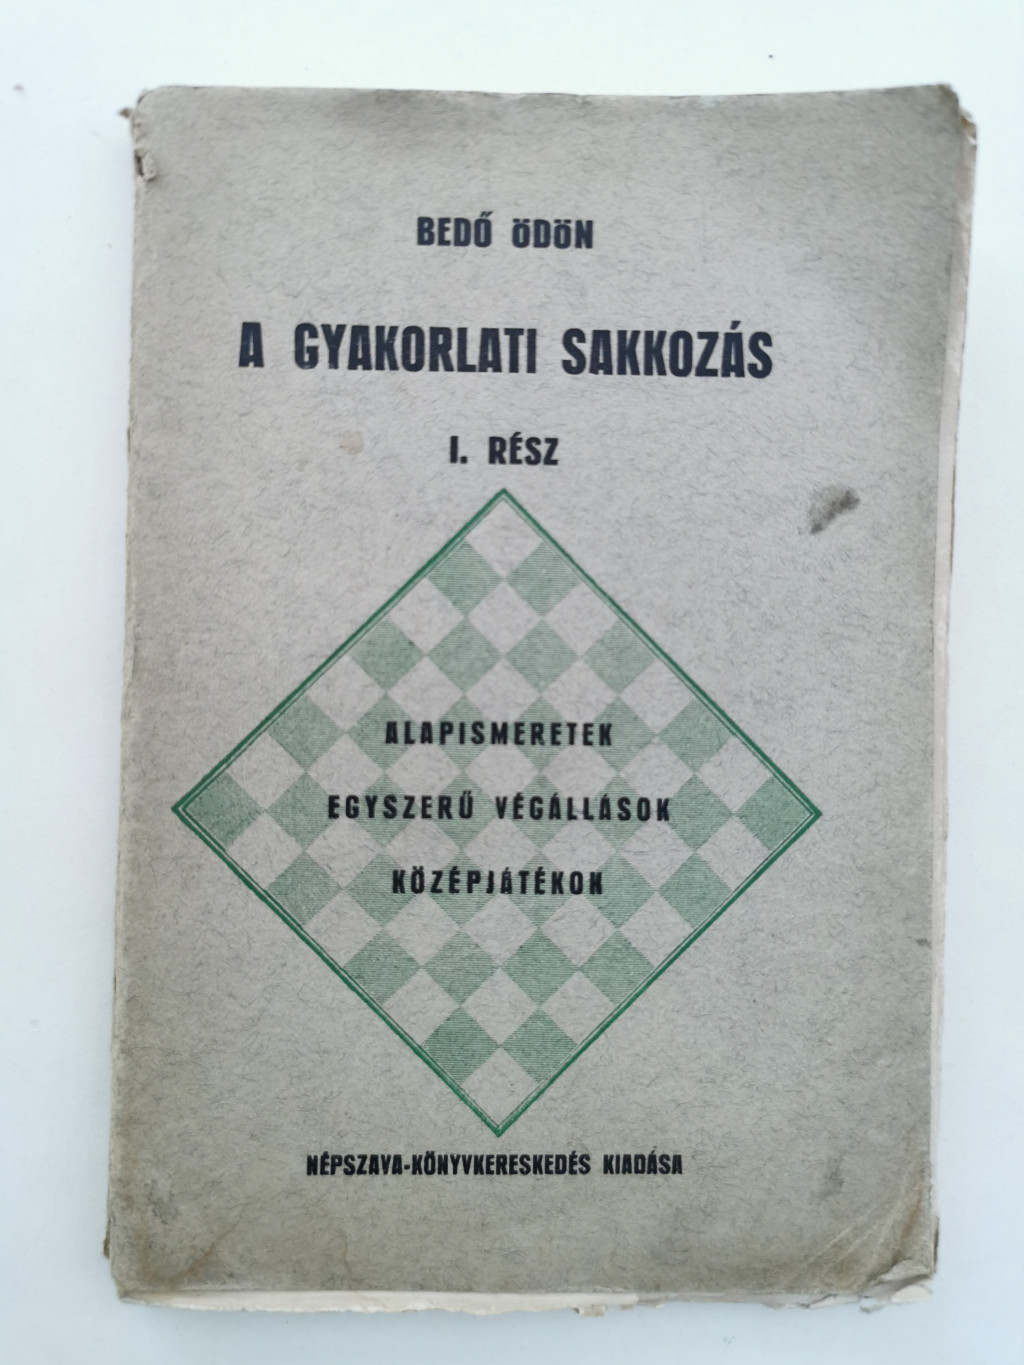 BEDŐ ÖDÖN
A GYAKORLATI SAKKOZÁS
I. RÉSZ
ALAPISMERETEK
EGYSZERŰ VÉGÁLLÁSOK
KÖZÉPJÁTÉKOK
NÉPSZAVA-KÖNYVKERESKEDÉS KIADÁSA